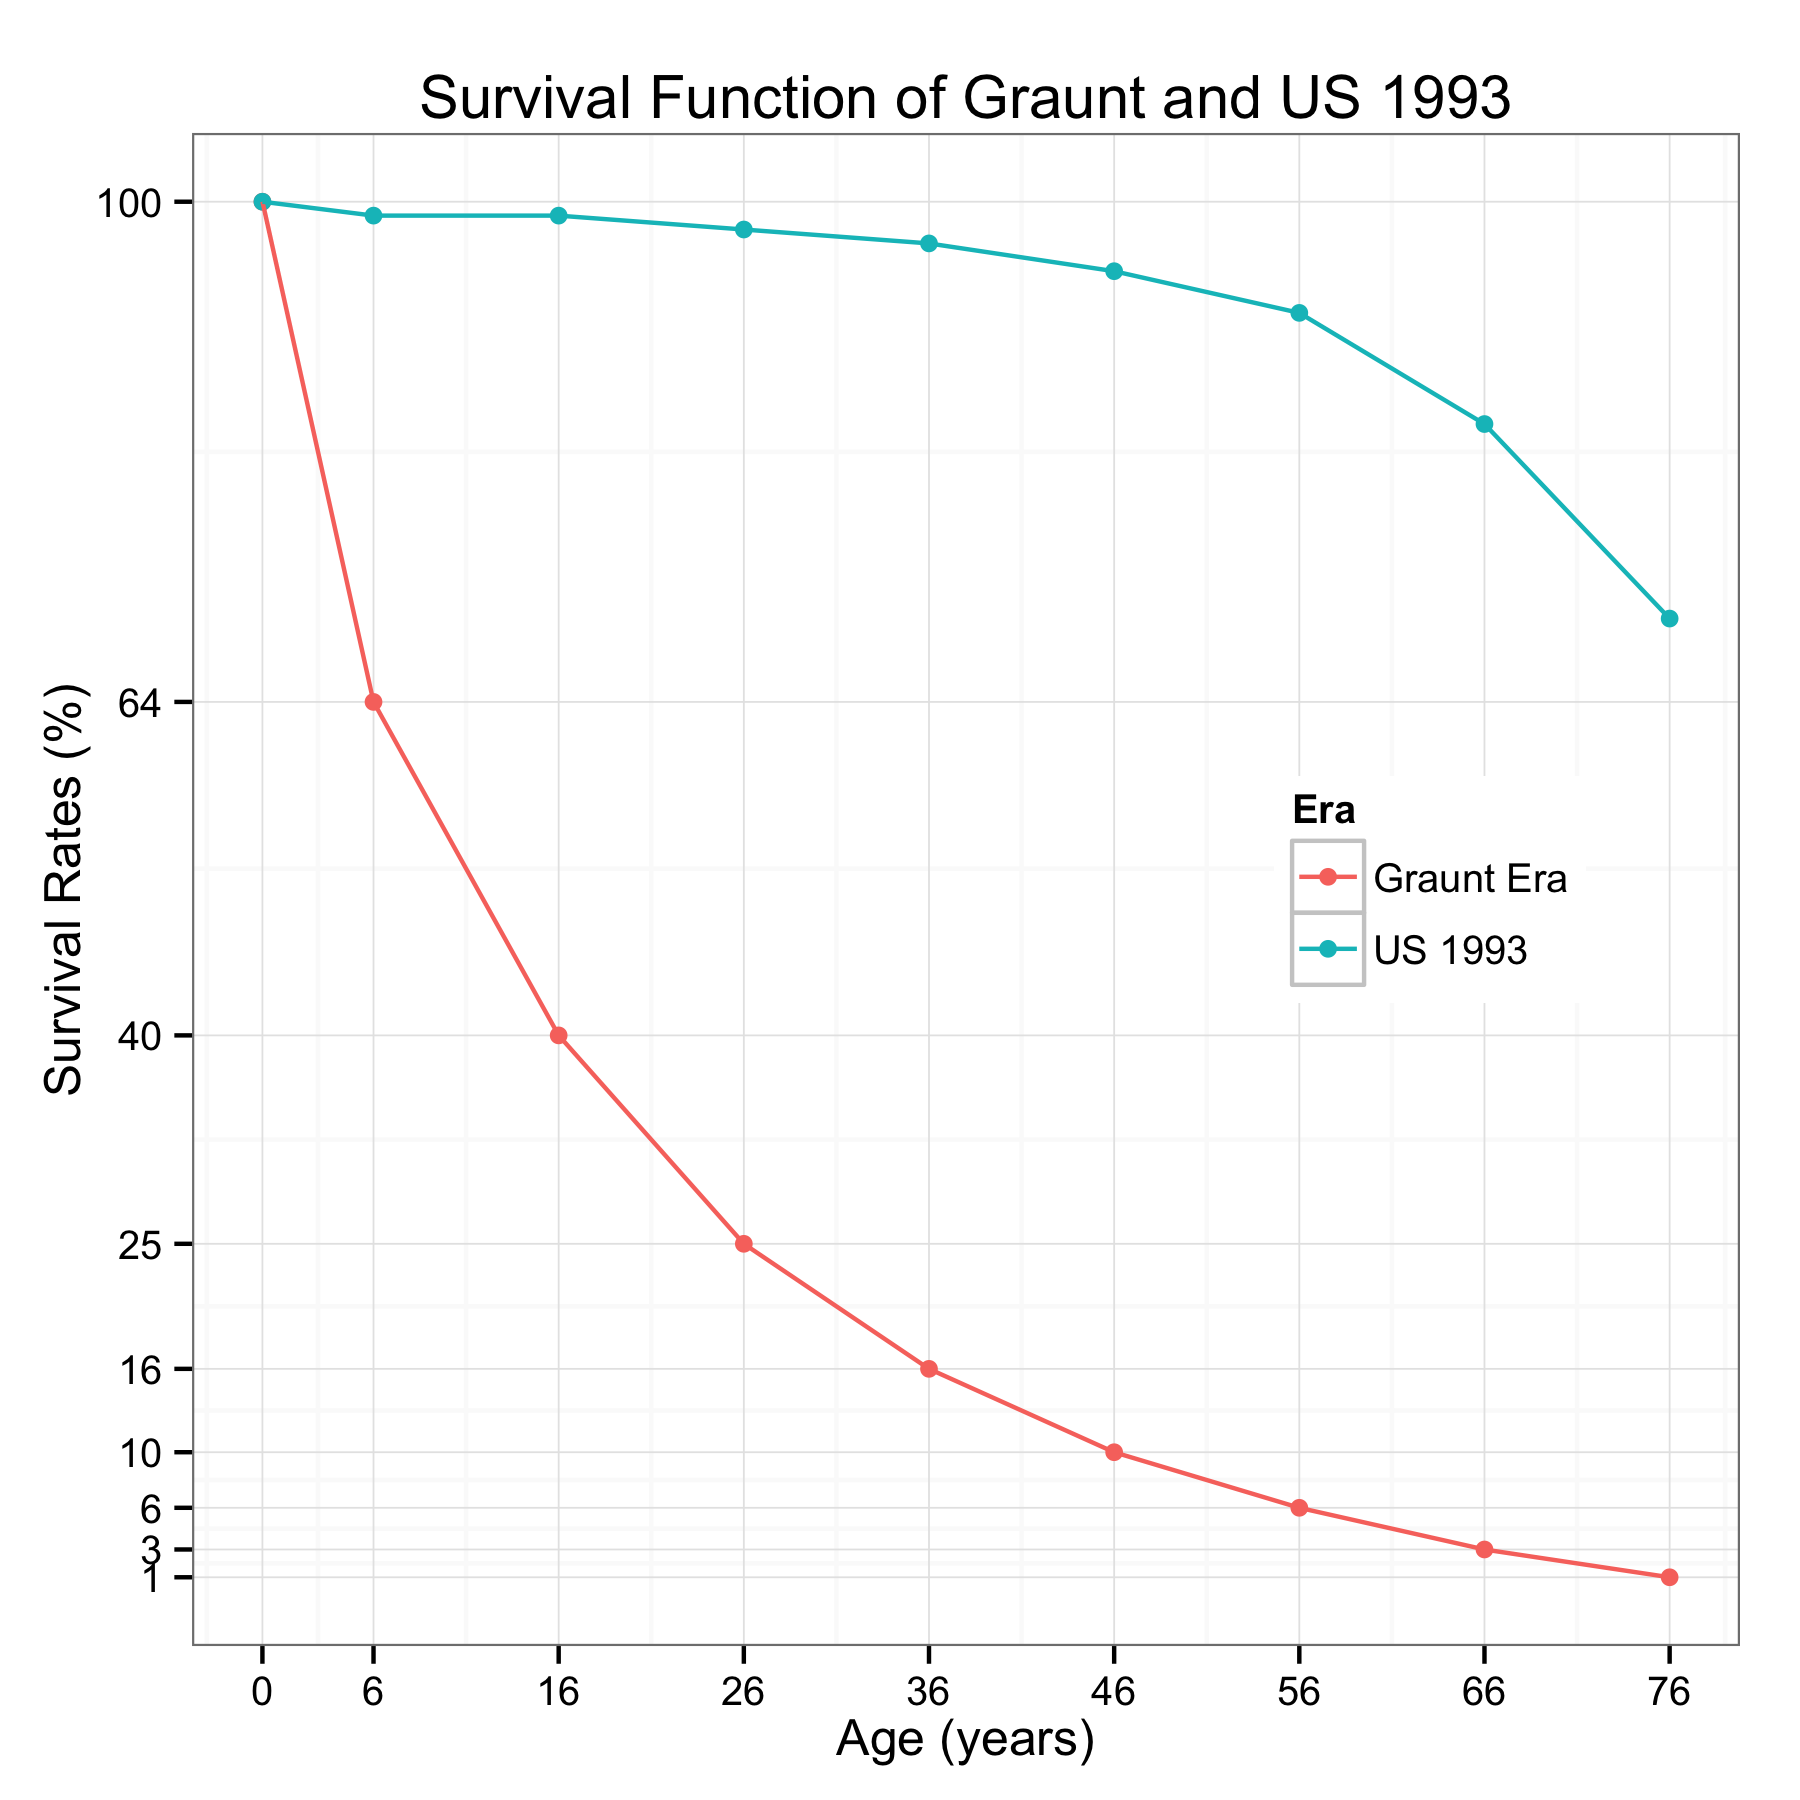 Survival Function of Graunt and US 1993
Survival Rates (%)
100
64
40
25
16
10
6
3
1
Era
Graunt Era
US 1993
0 6 16 26 36 46 56 66 76
Age (years)